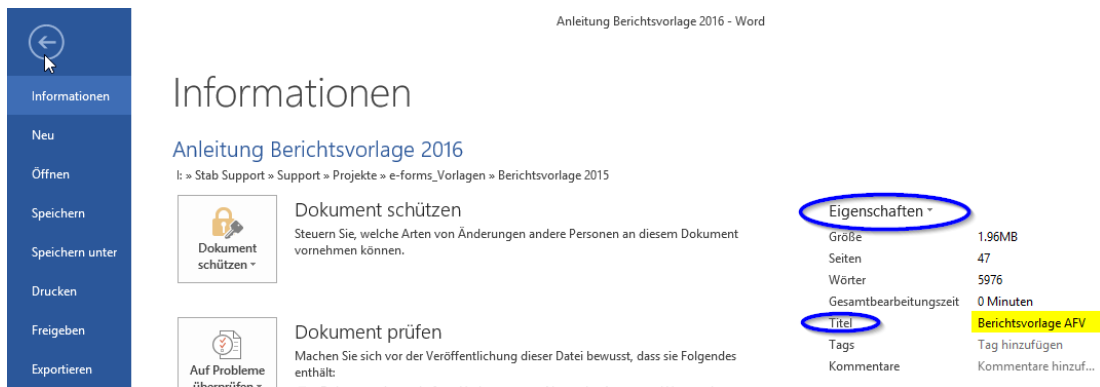 Anleitung Berichtsvorlage 2016 - Word
Informationen
Neu
Öffnen
Speichern
Speichern unter
Drucken
Freigeben
Exportieren
Informationen
Anleitung Berichtsvorlage 2016
I: » Stab Support » Support » Projekte » e-forms_Vorlagen » Berichtsvorlage 2015
Dokument
schützen
Dokument schützen
Steuern Sie, welche Arten von Änderungen andere Personen an diesem Dokument
vornehmen können.
Auf Probleme
überprüfen
Dokument prüfen
Machen Sie sich vor der Veröffentlichung dieser Datei bewusst, dass sie Folgendes
enthält:
Eigenschaften
Größe 1.96MB
Seiten 47
Wörter 5976
Gesamtbearbeitungszeit 0 Minuten
Titel Berichtsvorlage AFV
Tags Tag hinzufügen
Kommentare Kommentare hinzuf...